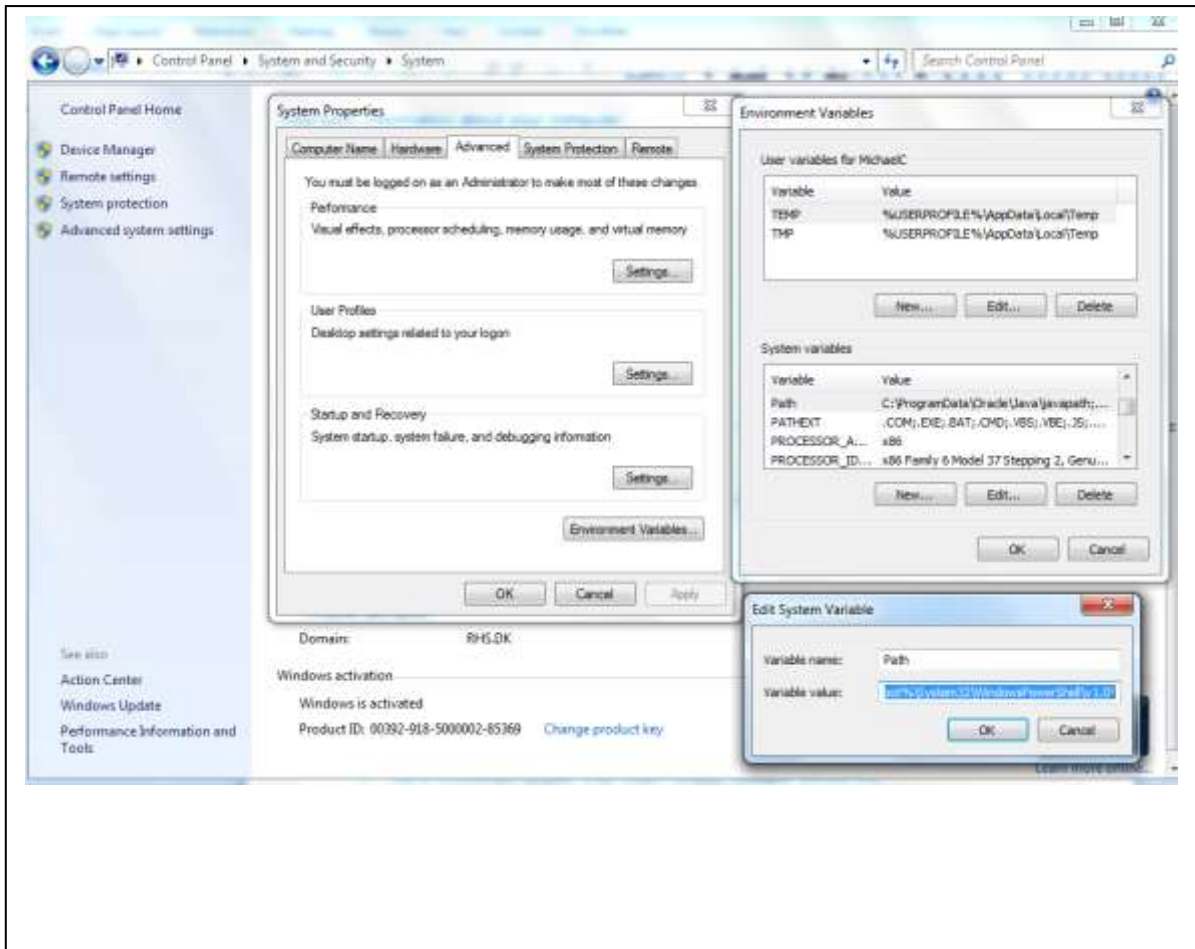 Control Panel ▸ System and Security ▸ System
Search Control Panel
Control Panel Home
Device Manager
Remote settings
System protection
Advanced system settings
See also
Action Center
Windows Update
Performance Information and
Tools
System Properties
Computer Name Hardware Advanced System Protection Remote
You must be logged on as an Administrator to make most of these changes.
Performance
Visual effects, processor scheduling, memory usage, and virtual memory
Settings...
User Profiles
Desktop settings related to your logon
Settings...
Startup and Recovery
System startup, system failure, and debugging information
Settings...
Environment Variables...
OK Cancel Apply
Domain: RHS.DK
Windows activation
Windows is activated
Product ID: 00392-918-5000002-85369 Change product key
Environment Variables
User variables for MichaelC
Variable Value
TEMP %USERPROFILE%\AppData\Local\Temp
TMP %USERPROFILE%\AppData\Local\Temp
New... Edit... Delete
System variables
Variable Value
Path C:\ProgramData\Oracle\Java\javapath;...
PATHEXT .COM;.EXE;.BAT;.CMD;.VBS;.VBE;.JS;....
PROCESSOR_A... x86
PROCESSOR_ID... x86 Family 6 Model 37 Stepping 2, Genu...
New... Edit... Delete
OK Cancel
Edit System Variable
Variable name: Path
Variable value: oot%\System32\WindowsPowerShell\v1.0\
OK Cancel
Learn more online...